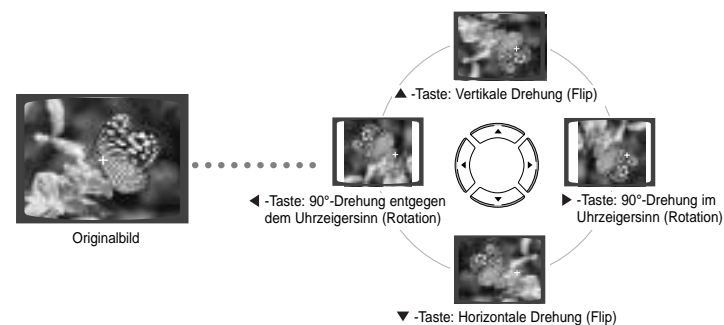 ▲ -Taste: Vertikale Drehung (Flip)
◀ -Taste: 90°-Drehung entgegen
dem Uhrzeigersinn (Rotation)
▶ -Taste: 90°-Drehung im
Uhrzeigersinn (Rotation)
Originalbild
▼ -Taste: Horizontale Drehung (Flip)